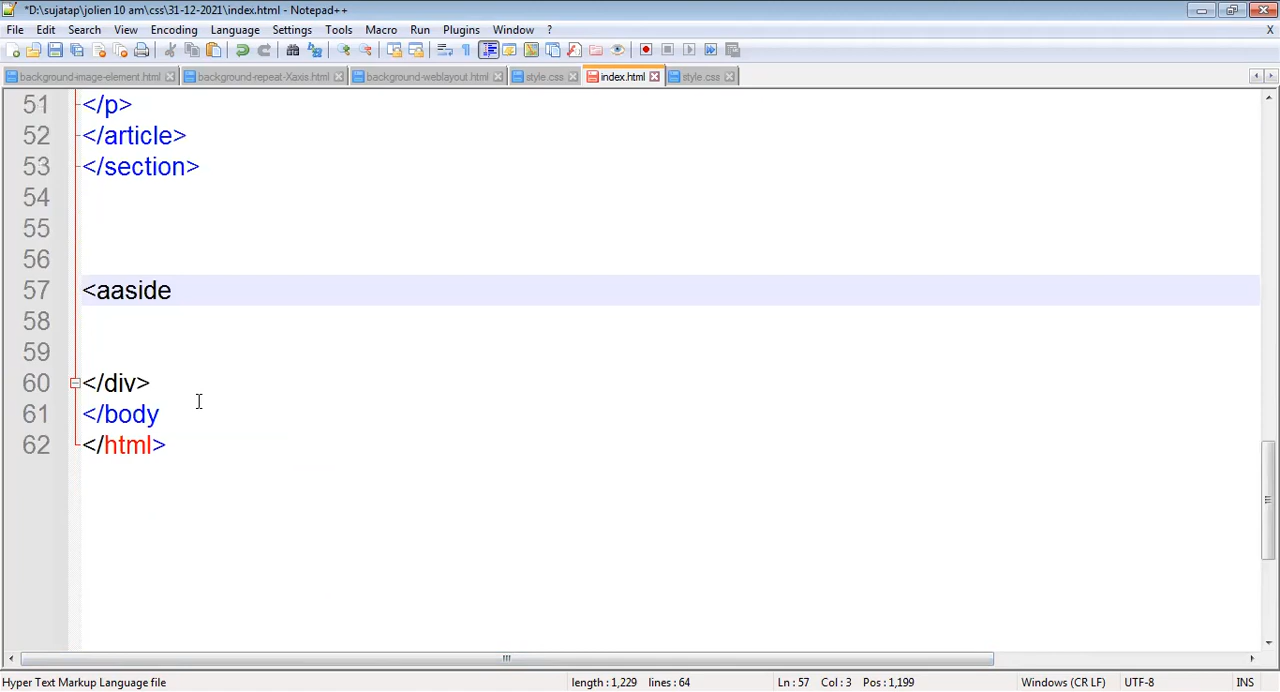 *D:\sujatap\jolien 10 am\css\31-12-2021\index.html - Notepad++
File Edit Search View Encoding Language Settings Tools Macro Run Plugins Window ? X
background-image-element.html background-repeat-Xaxis.html background-weblayout.html style.css index.html style.css
51 </p>
52 </article>
53 </section>
54
55
56
57 <aaside
58
59
60 </div>
61 </body
62 </html>
Hyper Text Markup Language file length : 1,229 lines : 64 Ln : 57 Col : 3 Pos : 1,199 Windows (CR LF) UTF-8 INS